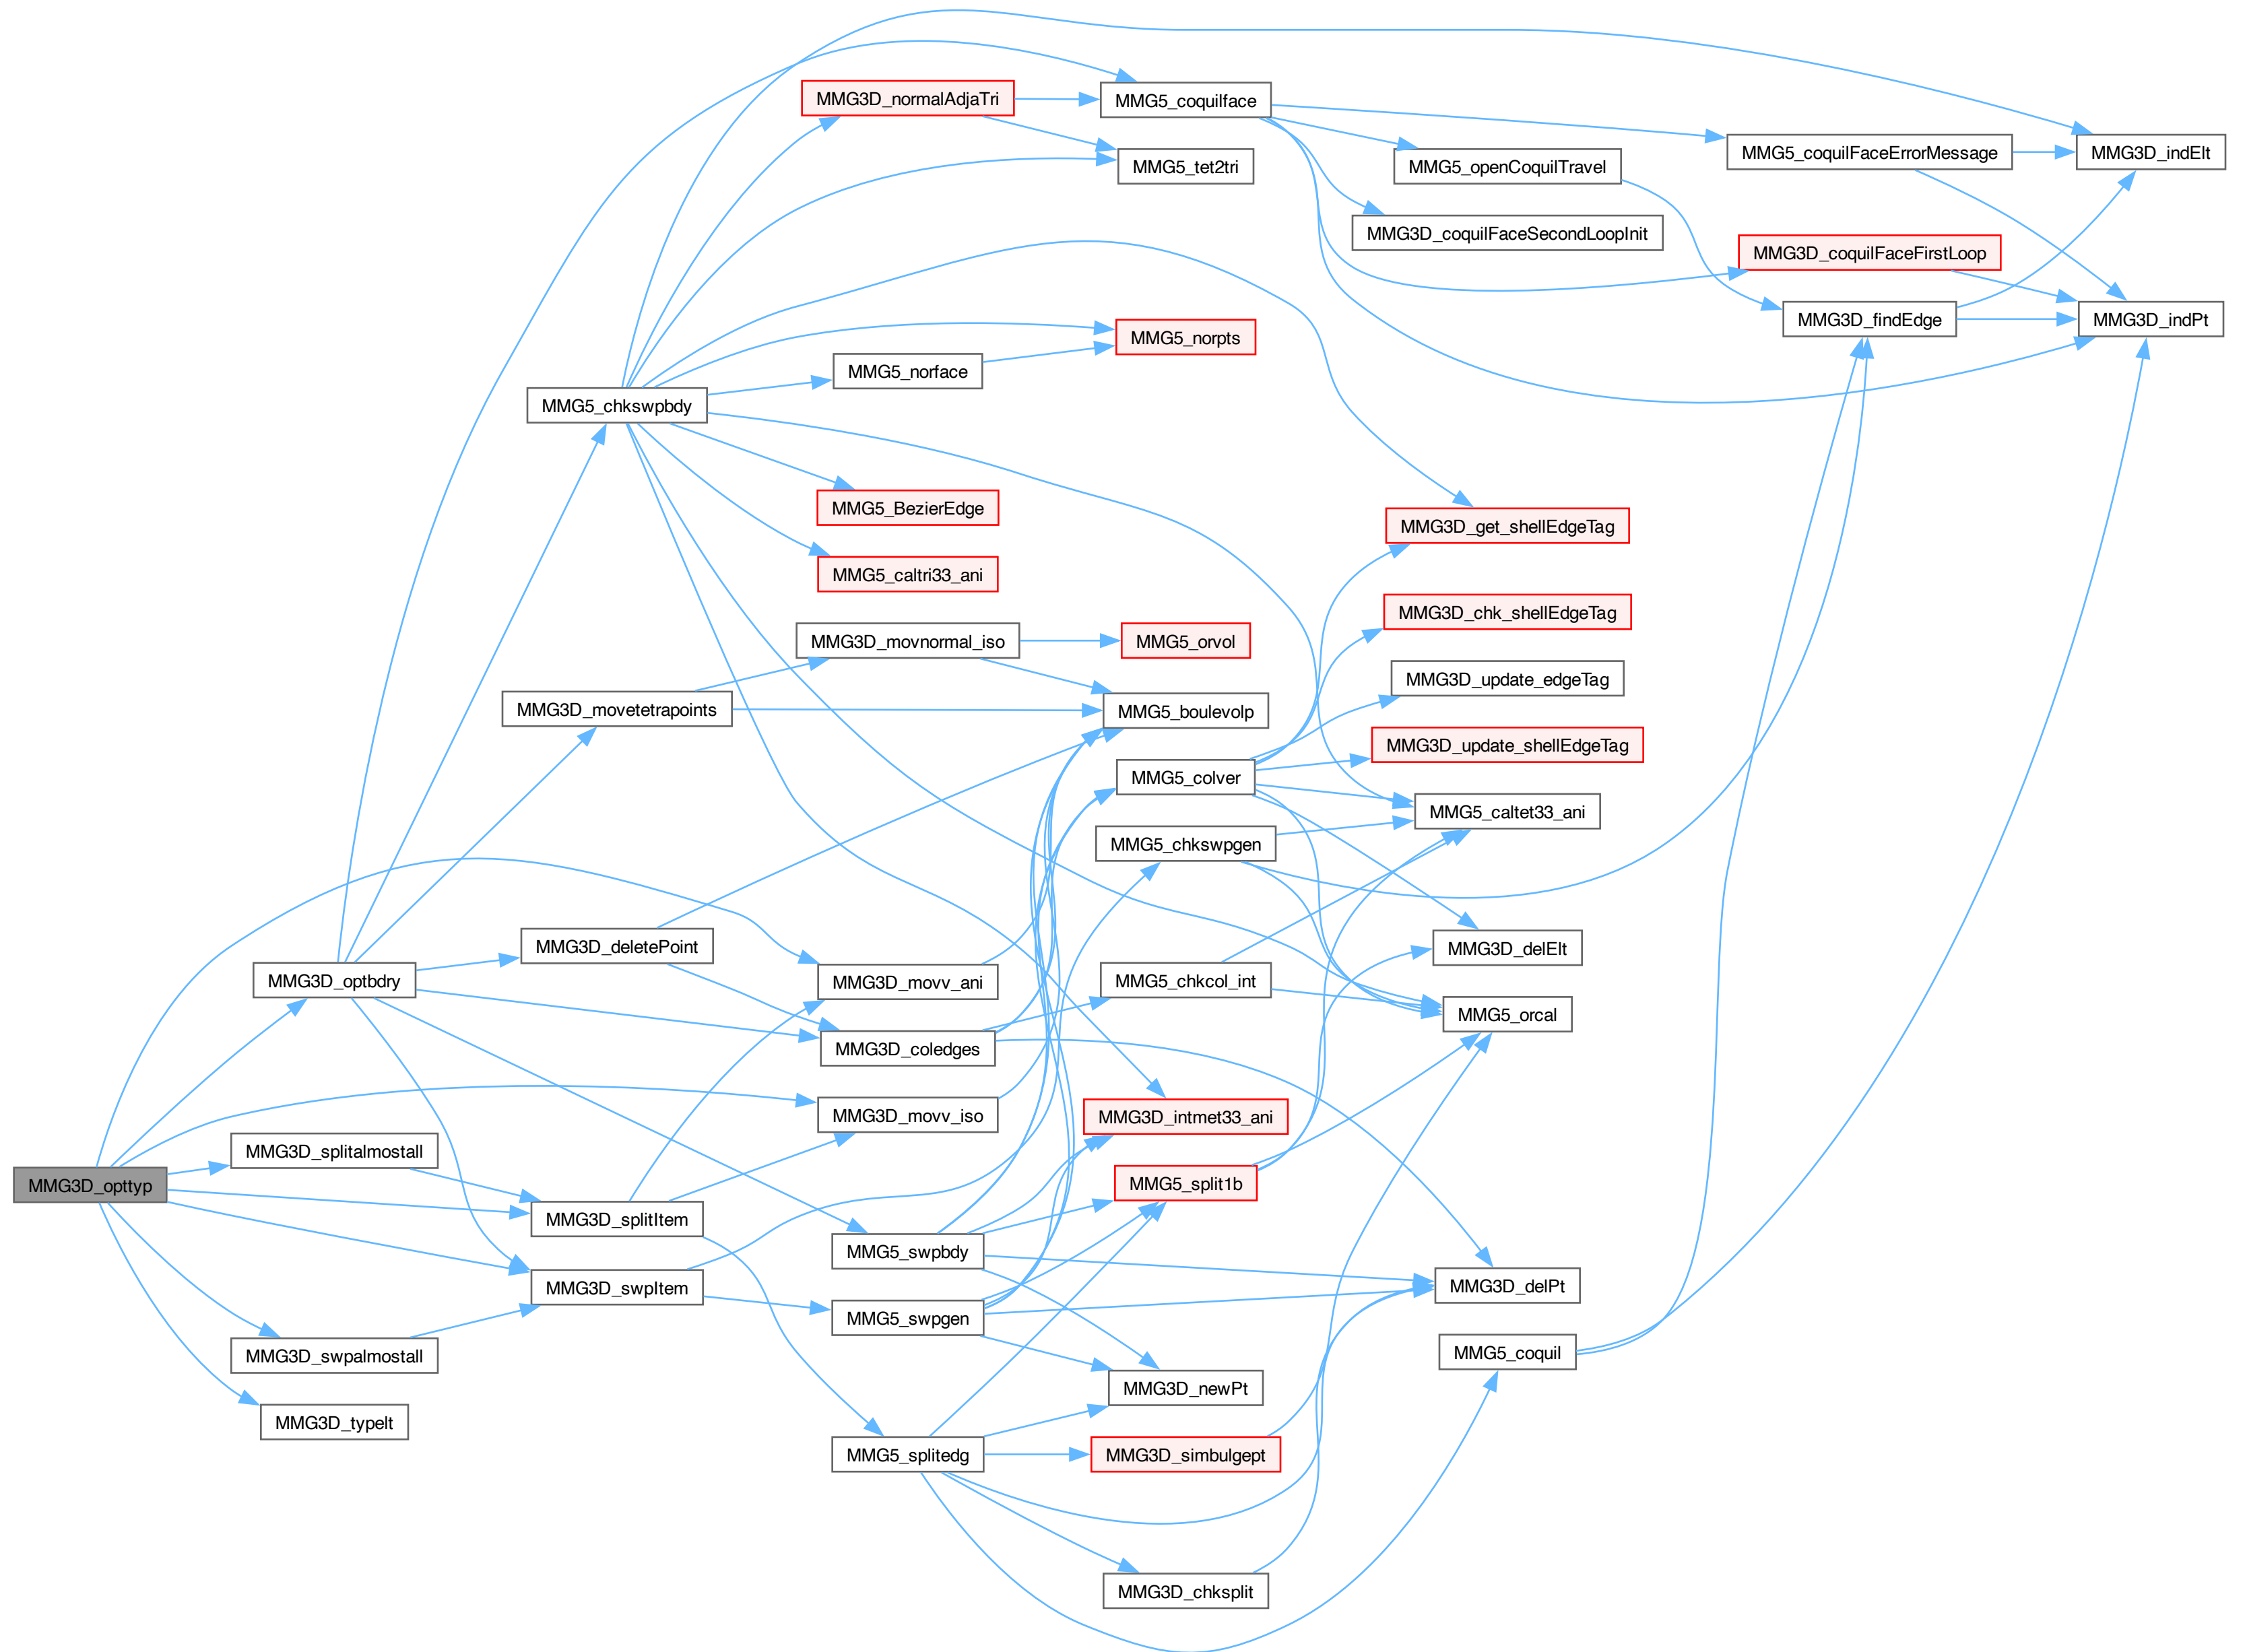 MMG3D_opttyp
MMG3D_optbdry
MMG3D_splitalmostall
MMG3D_swpalmostall
MMG3D_typelt
MMG5_chkswpbdy
MMG3D_movetetrapoints
MMG3D_deletePoint
MMG3D_splitItem
MMG3D_swpItem
MMG3D_normalAdjaTri
MMG5_norface
MMG5_BezierEdge
MMG5_caltri33_ani
MMG3D_movnormal_iso
MMG3D_movv_ani
MMG3D_coledges
MMG3D_movv_iso
MMG5_swpbdy
MMG5_swpgen
MMG5_splitedg
MMG5_coquilface
MMG5_tet2tri
MMG5_norpts
MMG5_orvol
MMG5_boulevolp
MMG5_colver
MMG5_chkswpgen
MMG5_chkcol_int
MMG3D_intmet33_ani
MMG5_split1b
MMG3D_newPt
MMG3D_simbulgept
MMG3D_chksplit
MMG5_openCoquilTravel
MMG3D_coquilFaceSecondLoopInit
MMG3D_get_shellEdgeTag
MMG3D_chk_shellEdgeTag
MMG3D_update_edgeTag
MMG3D_update_shellEdgeTag
MMG5_caltet33_ani
MMG3D_delElt
MMG5_orcal
MMG3D_delPt
MMG5_coquil
MMG5_coquilFaceErrorMessage
MMG3D_coquilFaceFirstLoop
MMG3D_findEdge
MMG3D_indElt
MMG3D_indPt